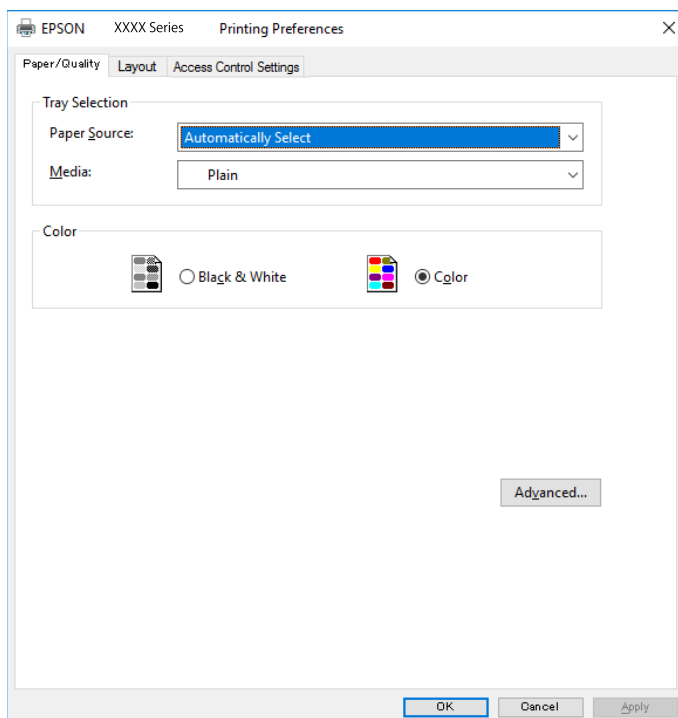 EPSON XXXX Series Printing Preferences
Paper/Quality Layout Access Control Settings
Tray Selection
Paper Source: Automatically Select
Media: Plain
Color
Black & White Color
Advanced...
OK Cancel Apply